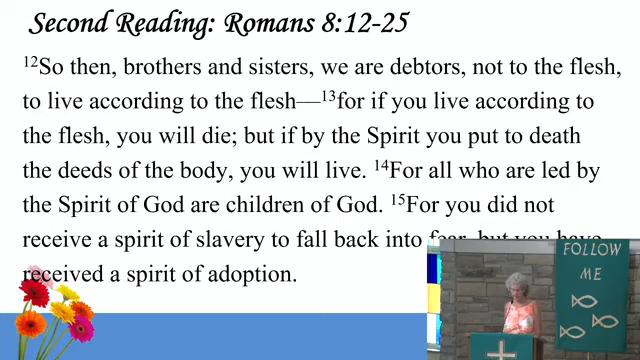 Second Reading: Romans 8:12-25
¹²So then, brothers and sisters, we are debtors, not to the flesh,
to live according to the flesh—¹³for if you live according to
the flesh, you will die; but if by the Spirit you put to death
the deeds of the body, you will live. ¹⁴For all who are led by
the Spirit of God are children of God. ¹⁵For you did not
receive a spirit of slavery to fall back into fear, but you have
received a spirit of adoption.
FOLLOW
ME